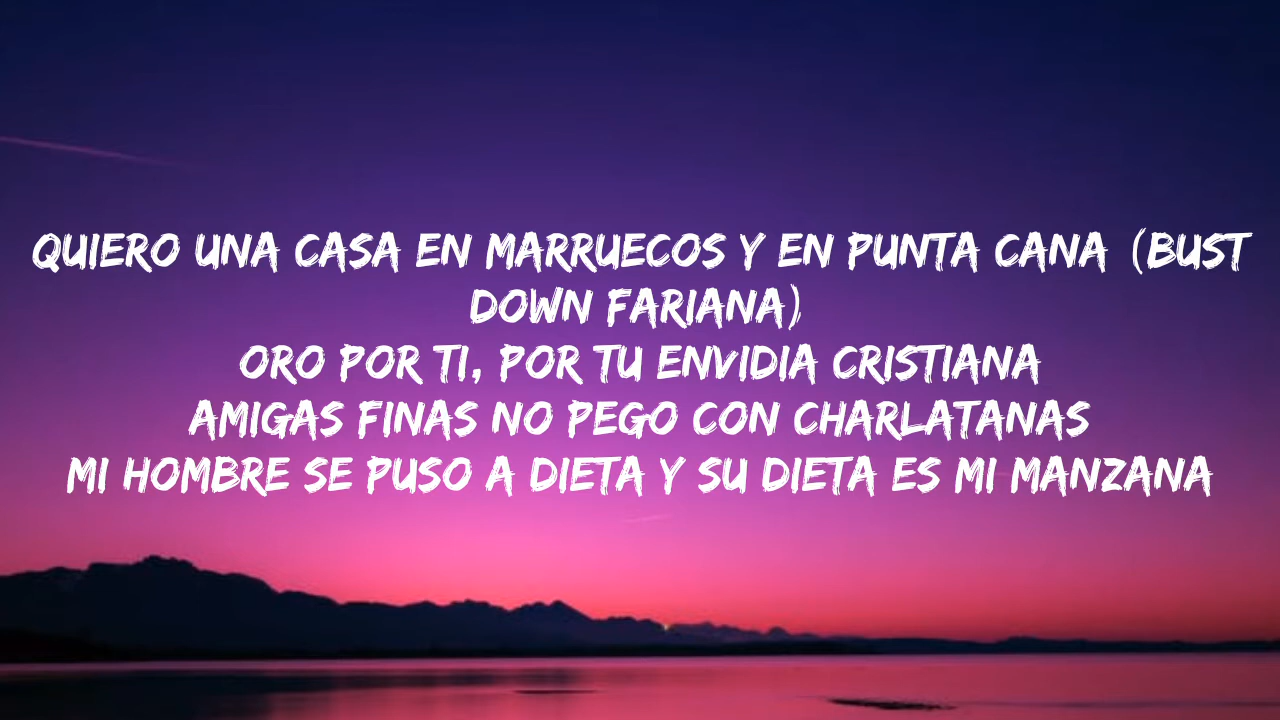 QUIERO UNA CASA EN MARRUECOS Y EN PUNTA CANA (BUST
DOWN FARIANA)
ORO POR TI, POR TU ENVIDIA CRISTIANA
AMIGAS FINAS NO PEGO CON CHARLATANAS
MI HOMBRE SE PUSO A DIETA Y SU DIETA ES MI MANZANA